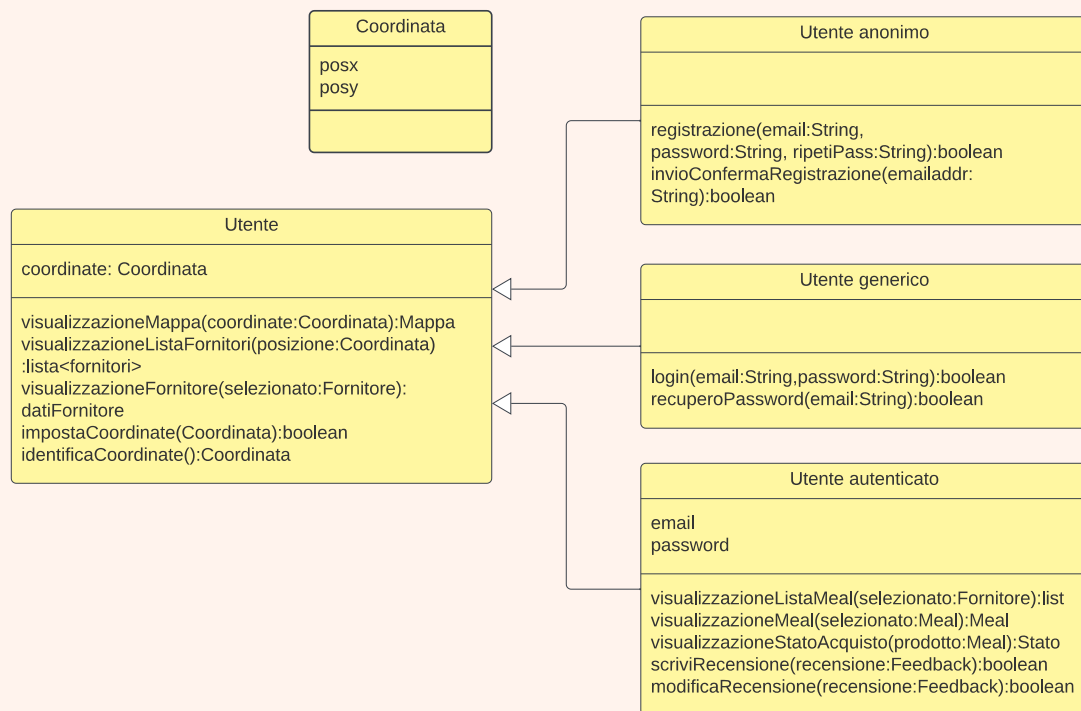 Coordinata
posx
posy
Utente anonimo
registrazione(email:String,
password:String, ripetiPass:String):boolean
invioConfermaRegistrazione(emailaddr:
String):boolean
Utente
coordinate: Coordinata
visualizzazioneMappa(coordinate:Coordinata):Mappa
visualizzazioneListaFornitori(posizione:Coordinata)
:lista<fornitori>
visualizzazioneFornitore(selezionato:Fornitore):
datiFornitore
impostaCoordinate(Coordinata):boolean
identificaCoordinate():Coordinata
Utente generico
login(email:String,password:String):boolean
recuperoPassword(email:String):boolean
Utente autenticato
email
password
visualizzazioneListaMeal(selezionato:Fornitore):list
visualizzazioneMeal(selezionato:Meal):Meal
visualizzazioneStatoAcquisto(prodotto:Meal):Stato
scriviRecensione(recensione:Feedback):boolean
modificaRecensione(recensione:Feedback):boolean